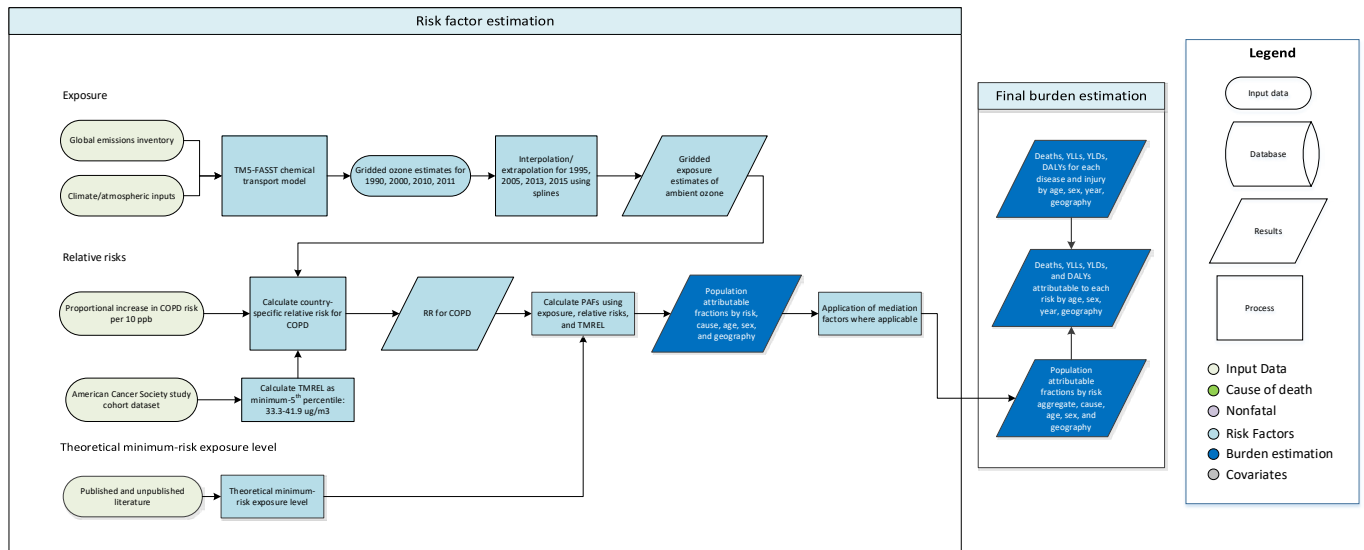 Risk factor estimation
Exposure
Global emissions inventory
Climate/atmospheric inputs
TM5-FASST chemical
transport model
Gridded ozone estimates for
1990, 2000, 2010, 2011
Interpolation/
extrapolation for 1995,
2005, 2013, 2015 using
splines
Gridded
exposure
estimates of
ambient ozone
Relative risks
Proportional increase in COPD risk
per 10 ppb
Calculate country-
specific relative risk for
COPD
RR for COPD
Calculate PAFs using
exposure, relative risks,
and TMREL
Population
attributable
fractions by risk,
cause, age, sex,
and geography
Application of mediation
factors where applicable
American Cancer Society study
cohort dataset
Calculate TMREL as
minimum-5th percentile:
33.3-41.9 ug/m3
Theoretical minimum-risk exposure level
Published and unpublished
literature
Theoretical minimum-
risk exposure level
Final burden estimation
Deaths, YLLs, YLDs,
DALYs for each
disease and injury
by age, sex, year,
geography
Deaths, YLLs, YLDs,
and DALYs
attributable to each
risk by age, sex,
year, geography
Population
attributable
fractions by risk
aggregate, cause,
age, sex, and
geography
Legend
Input data
Database
Results
Process
Input Data
Cause of death
Nonfatal
Risk Factors
Burden estimation
Covariates